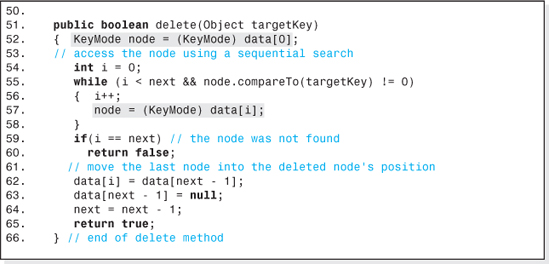 50.
51. public boolean delete(Object targetKey)
52. { KeyMode node = (KeyMode) data[0];
53. // access the node using a sequential search
54. int i = 0;
55. while (i < next && node.compareTo(targetKey) != 0)
56. { i++;
57. node = (KeyMode) data[i];
58. }
59. if(i == next) // the node was not found
60. return false;
61. // move the last node into the deleted node's position
62. data[i] = data[next - 1];
63. data[next - 1] = null;
64. next = next - 1;
65. return true;
66. } // end of delete method